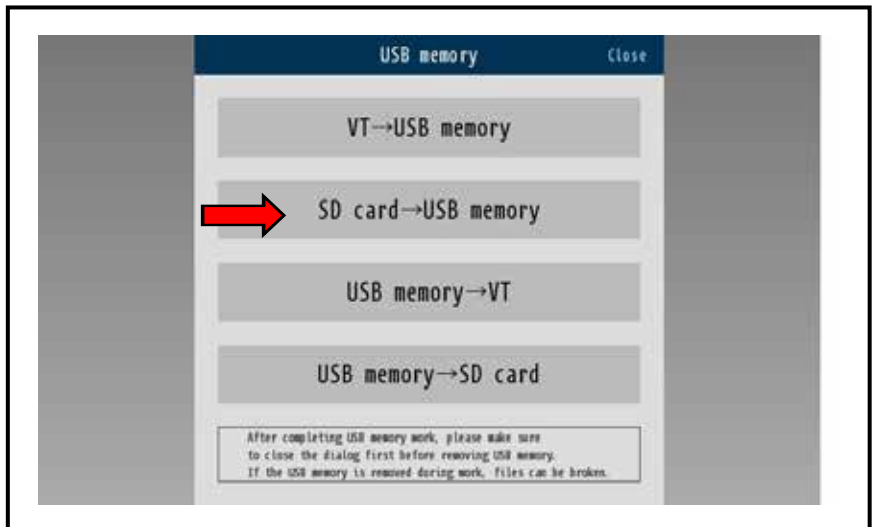 USB memory Close
VT→USB memory
SD card→USB memory
USB memory→VT
USB memory→SD card
After completing USB memory work, please make sure
to close the dialog first before removing USB memory.
If the USB memory is removed during work, files can be broken.